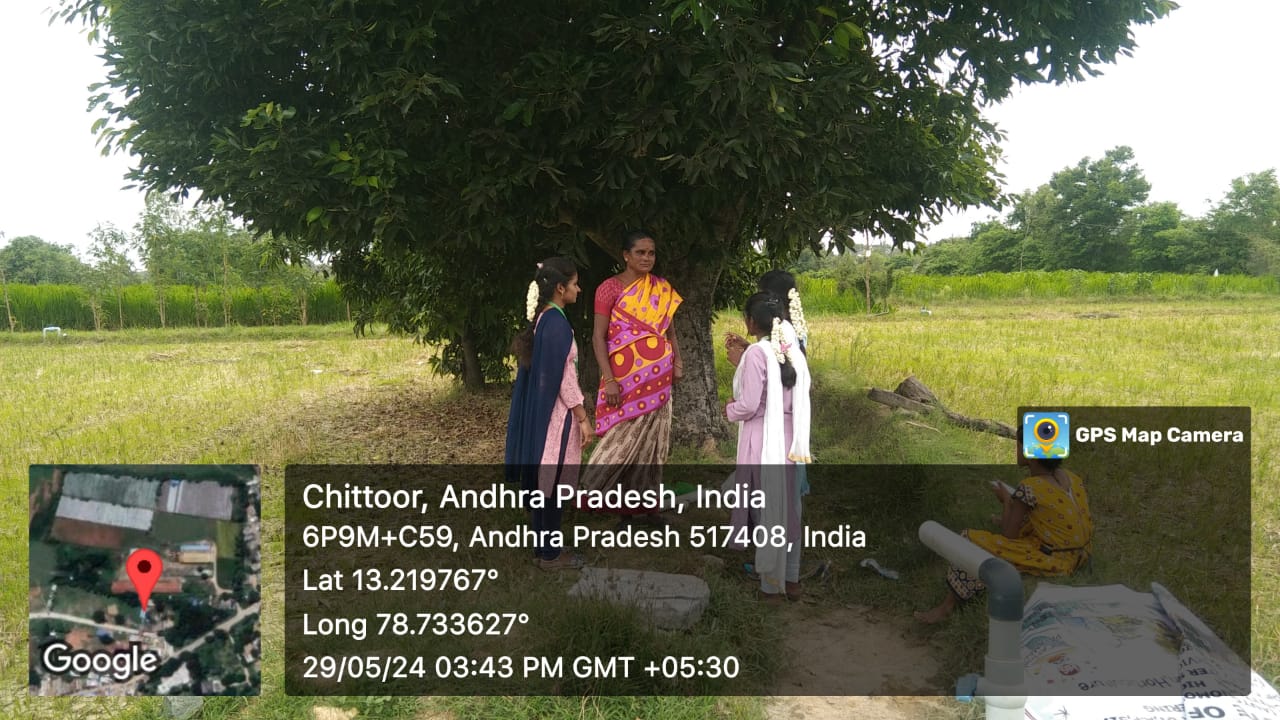 GPS Map Camera
Chittoor, Andhra Pradesh, India
6P9M+C59, Andhra Pradesh 517408, India
Lat 13.219767°
Long 78.733627°
29/05/24 03:43 PM GMT +05:30
Google
OF